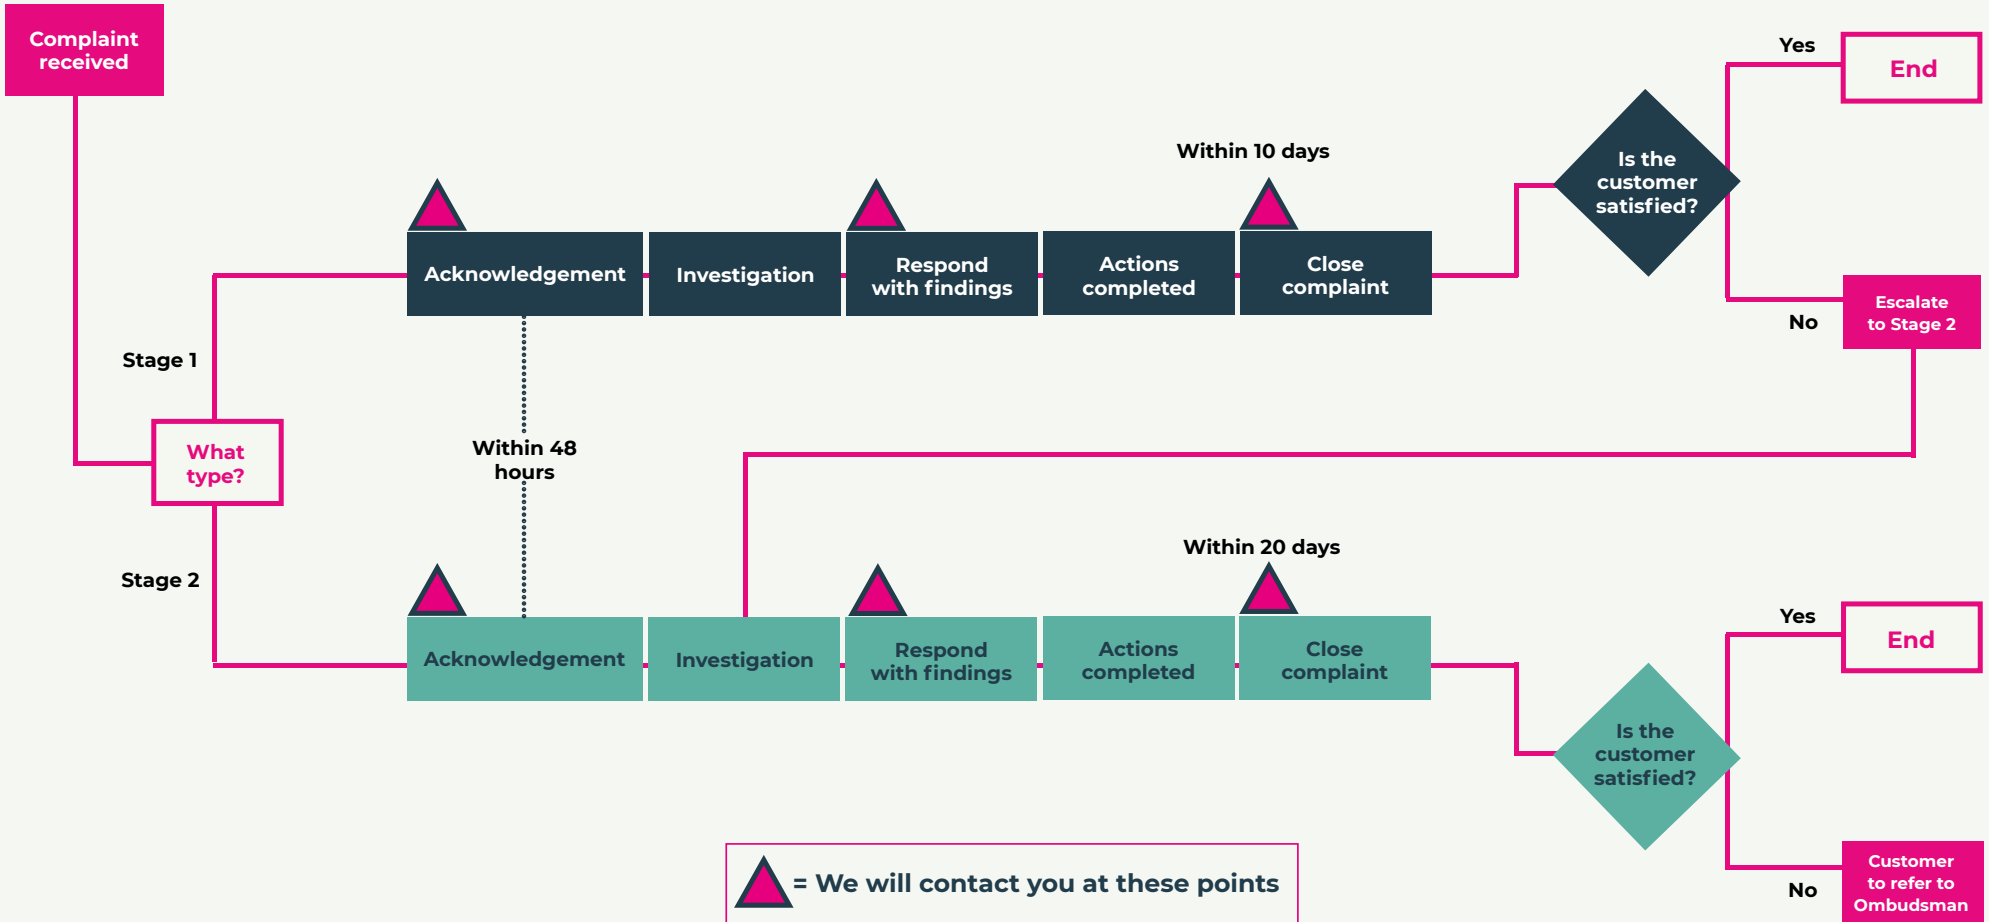 Complaint
received
Yes
End
Within 10 days
Is the
customer
satisfied?
Acknowledgement
Investigation
Respond
with findings
Actions
completed
Close
complaint
Escalate
to Stage 2
No
Stage 1
What
type?
Within 48
hours
Stage 2
Within 20 days
Acknowledgement
Investigation
Respond
with findings
Actions
completed
Close
complaint
Yes
End
Is the
customer
satisfied?
Customer
to refer to
Ombudsman
No
= We will contact you at these points